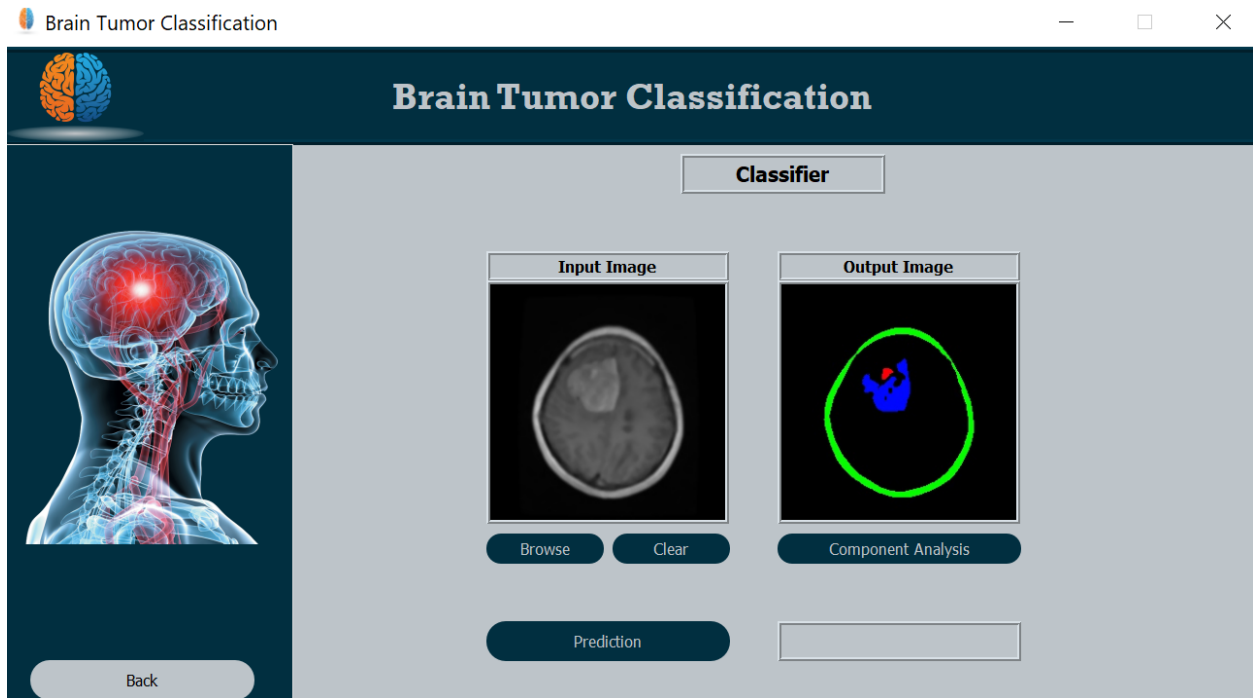 Brain Tumor Classification
Brain Tumor Classification
Classifier
Input Image
Output Image
Browse
Clear
Component Analysis
Prediction
Back